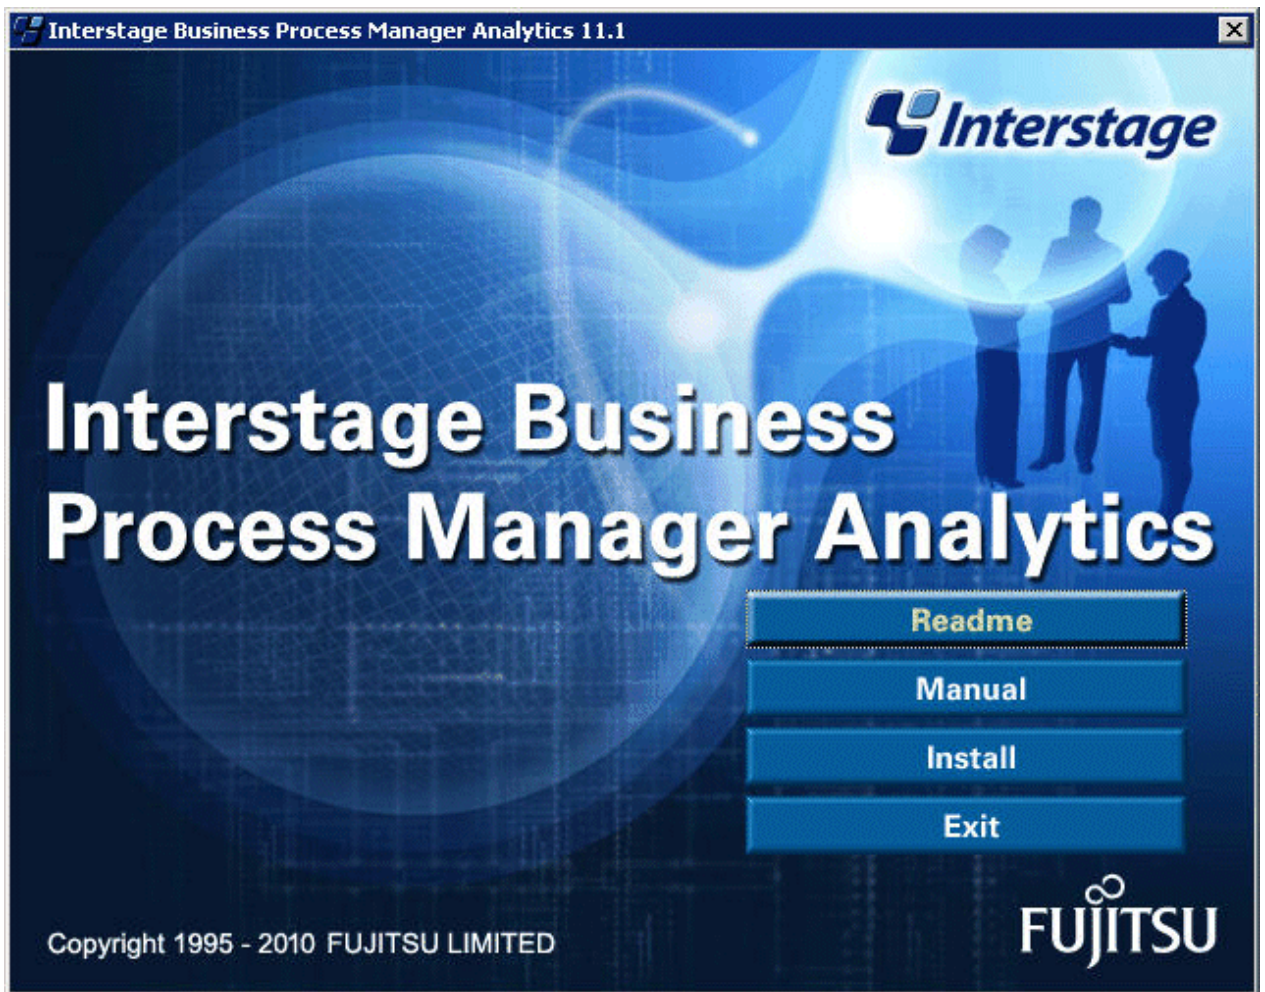 Interstage Business Process Manager Analytics 11.1
Interstage
Interstage Business
Process Manager Analytics
Readme
Manual
Install
Exit
FUJITSU
Copyright 1995 - 2010 FUJITSU LIMITED